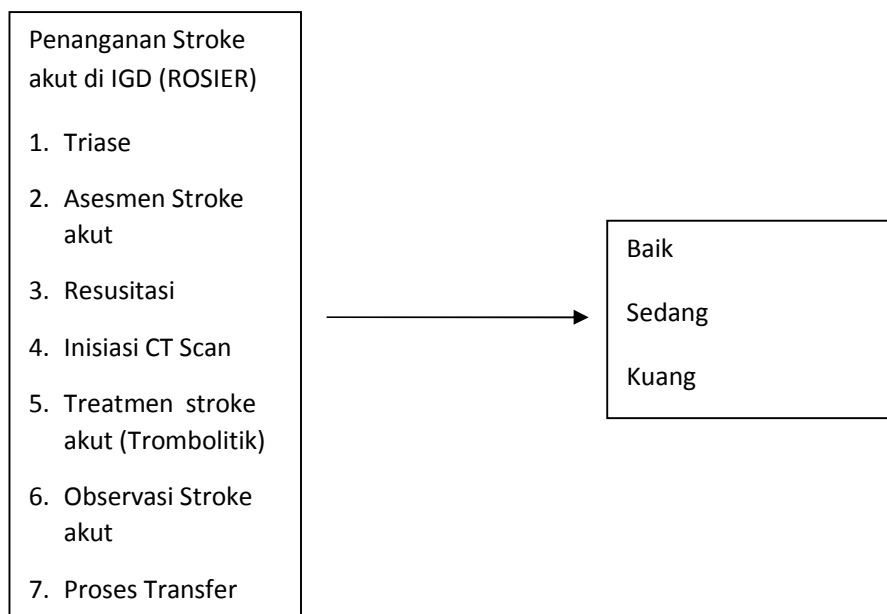 Penanganan Stroke
akut di IGD (ROSIER)
1. Triase
2. Asesmen Stroke
akut
3. Resusitasi
4. Inisiasi CT Scan
5. Treatmen stroke
akut (Trombolitik)
6. Observasi Stroke
akut
7. Proses Transfer
Baik
Sedang
Kuang